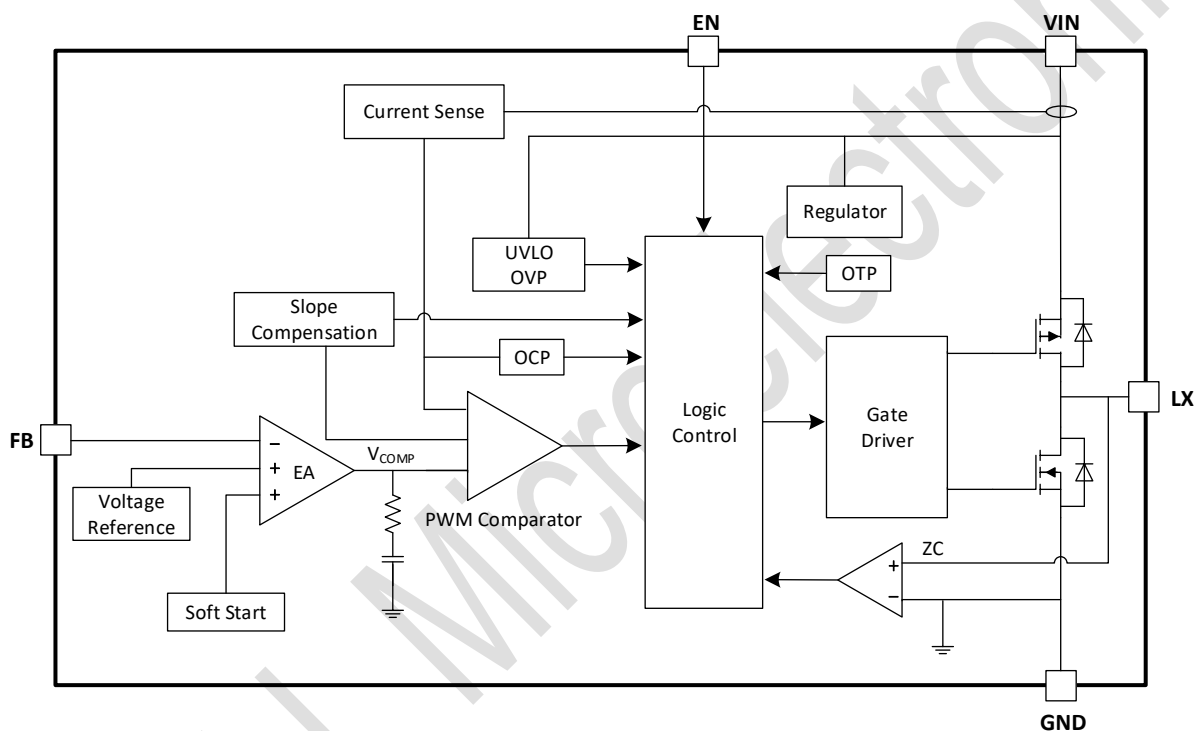 EN
VIN
Current Sense
Regulator
UVLO
OVP
OTP
Slope
Compensation
OCP
Logic
Control
Gate
Driver
LX
FB
−
+
+
EA
VCOMP
Voltage
Reference
PWM Comparator
Soft Start
ZC
+
−
GND
Microelectron